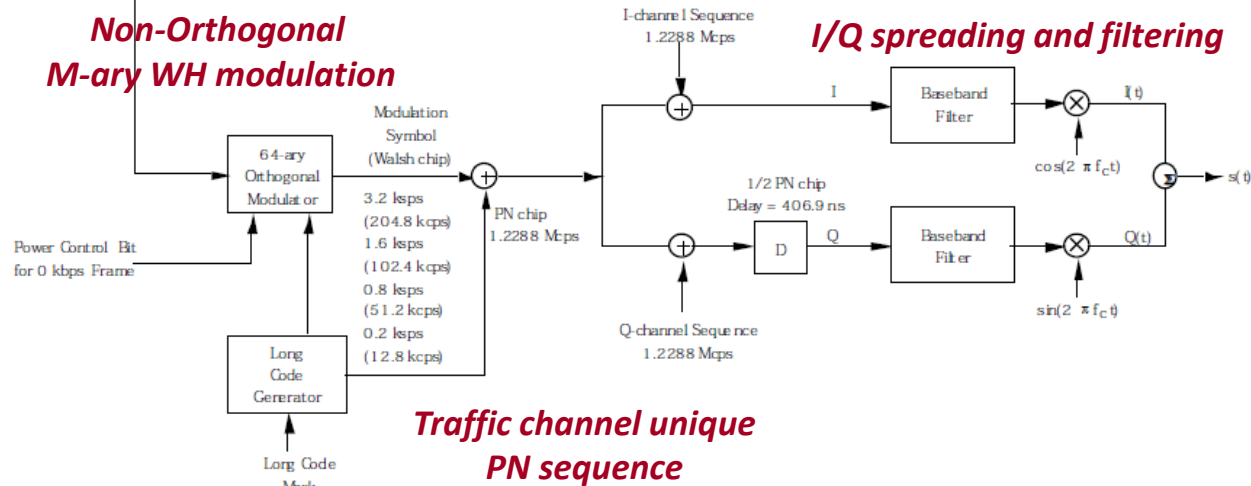 Non-Orthogonal
M-ary WH modulation
I-channel Sequence
1.2288 Mcps
I/Q spreading and filtering
Modulation
Symbol
(Walsh chip)
64-ary
Orthogonal
Modulator
3.2 ksps
(204.8 kcps)
1.6 ksps
(102.4 kcps)
0.8 ksps
(51.2 kcps)
0.2 ksps
(12.8 kcps)
PN chip
1.2288 Mcps
Power Control Bit
for 0 kbps Frame
Long
Code
Generator
Long Code
I
Baseband
Filter
I(t)
cos(2 π fct)
Σ
s(t)
1/2 PN chip
Delay = 406.9 ns
D
Q
Baseband
Filter
Q(t)
sin(2 π fct)
Q-channel Sequence
1.2288 Mcps
Traffic channel unique
PN sequence